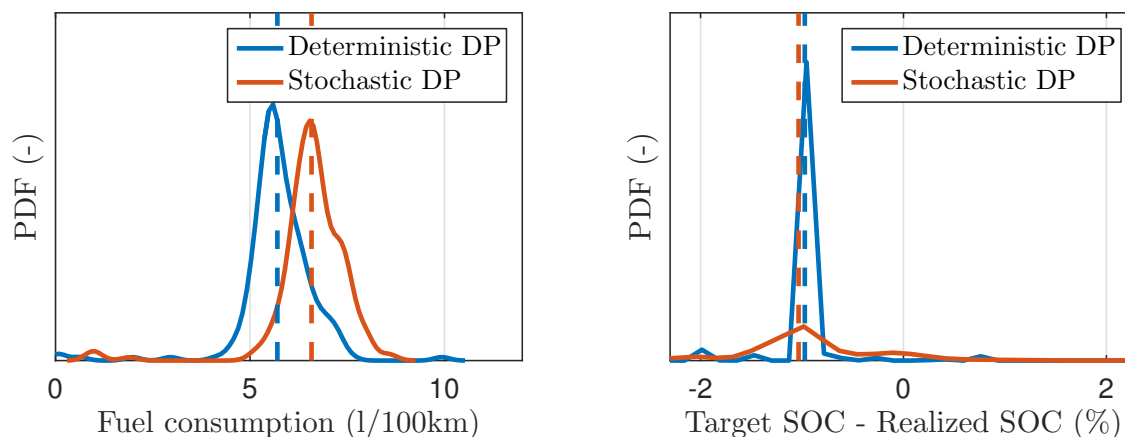 Deterministic DP
Stochastic DP
PDF (-)
0 5 10
Fuel consumption (l/100km)
Deterministic DP
Stochastic DP
PDF (-)
-2 0 2
Target SOC - Realized SOC (%)